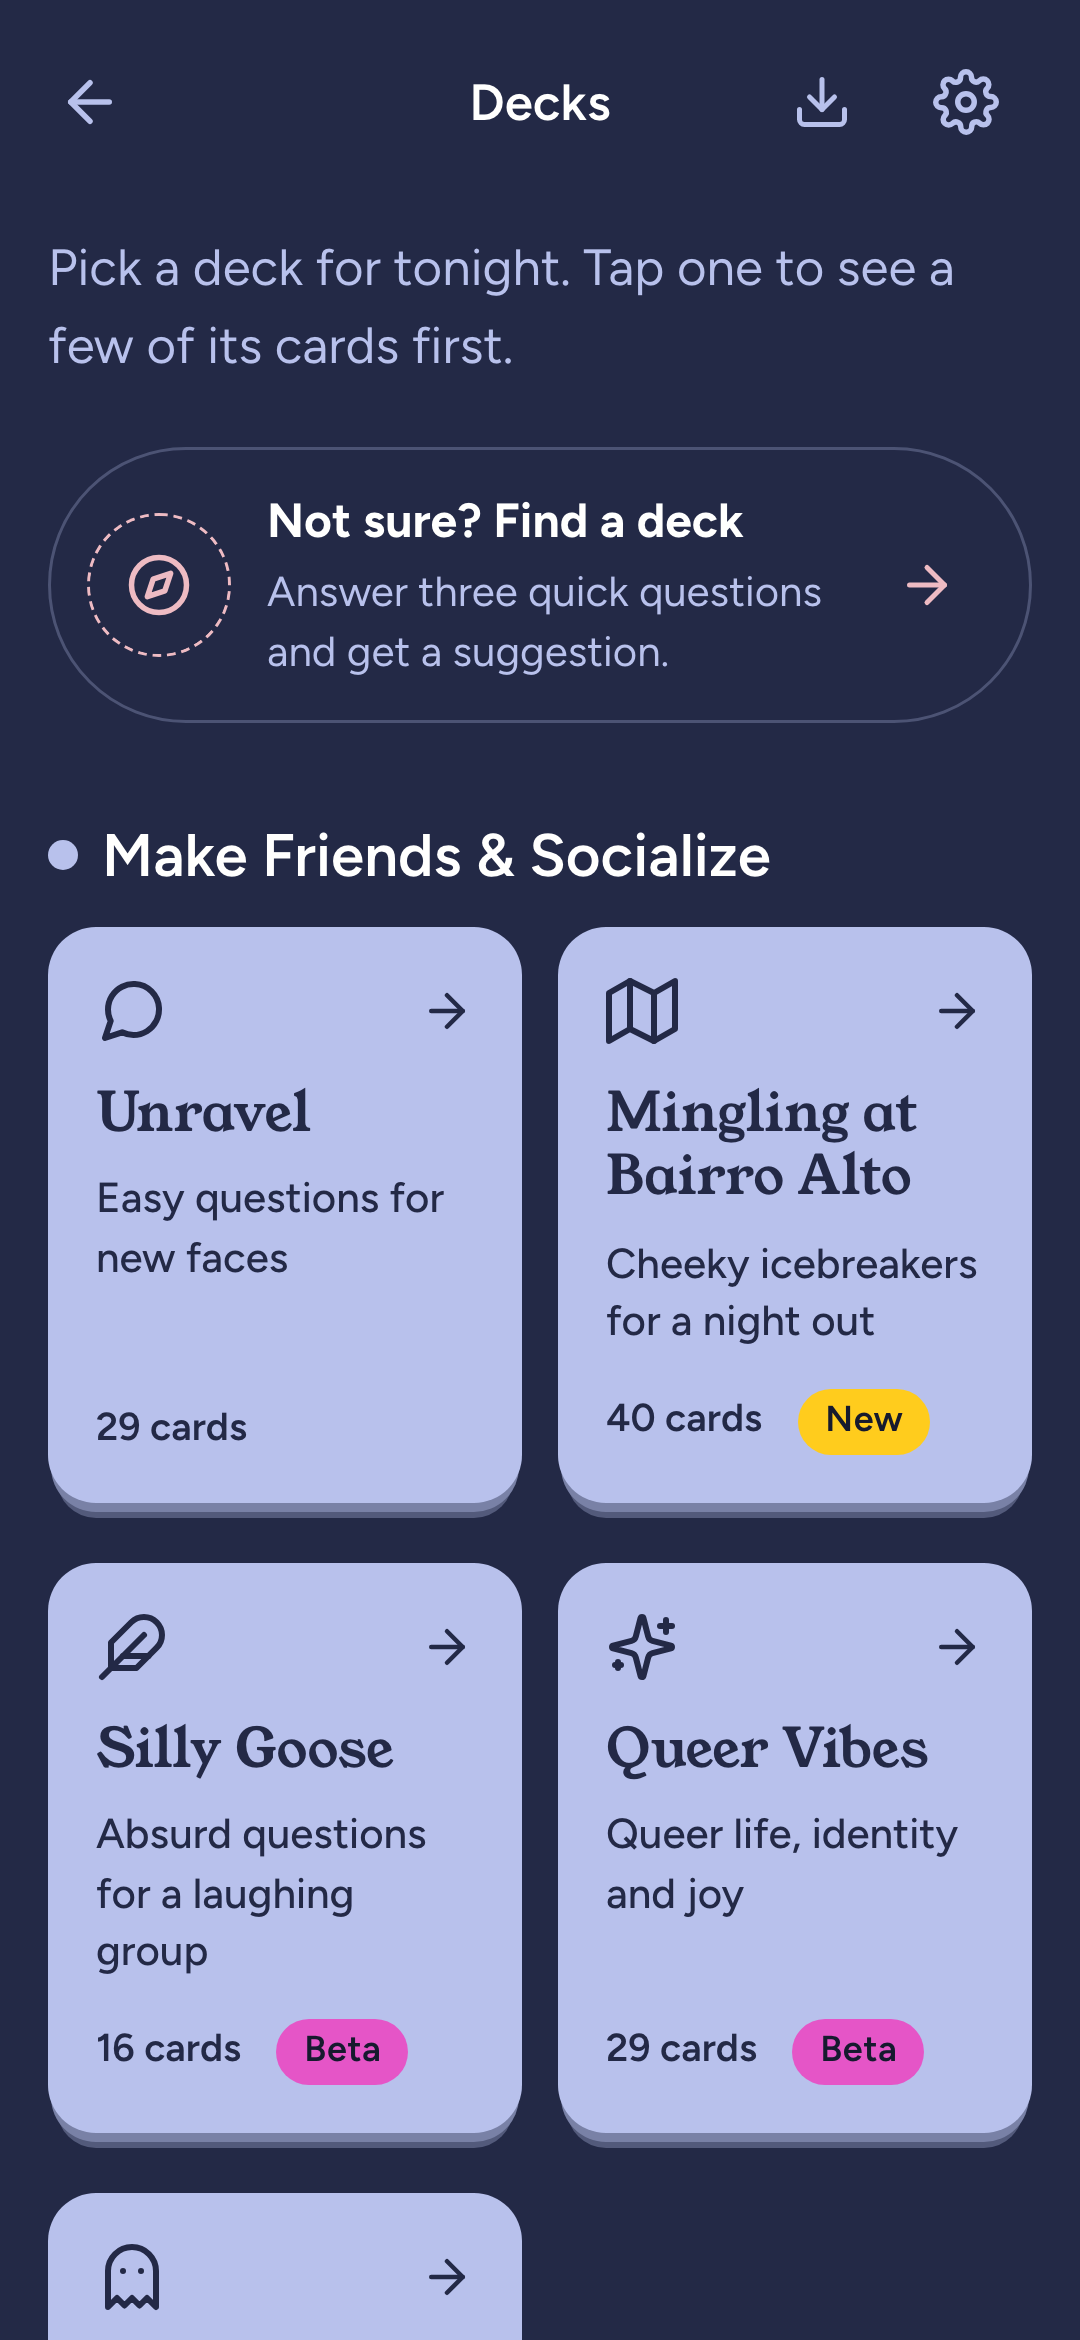 Decks
Pick a deck for tonight. Tap one to see a
few of its cards first.
Not sure? Find a deck
Answer three quick questions
and get a suggestion.
Make Friends & Socialize
Unravel
Easy questions for
new faces
29 cards
Mingling at
Bairro Alto
Cheeky icebreakers
for a night out
40 cards New
Silly Goose
Absurd questions
for a laughing
group
16 cards Beta
Queer Vibes
Queer life, identity
and joy
29 cards Beta